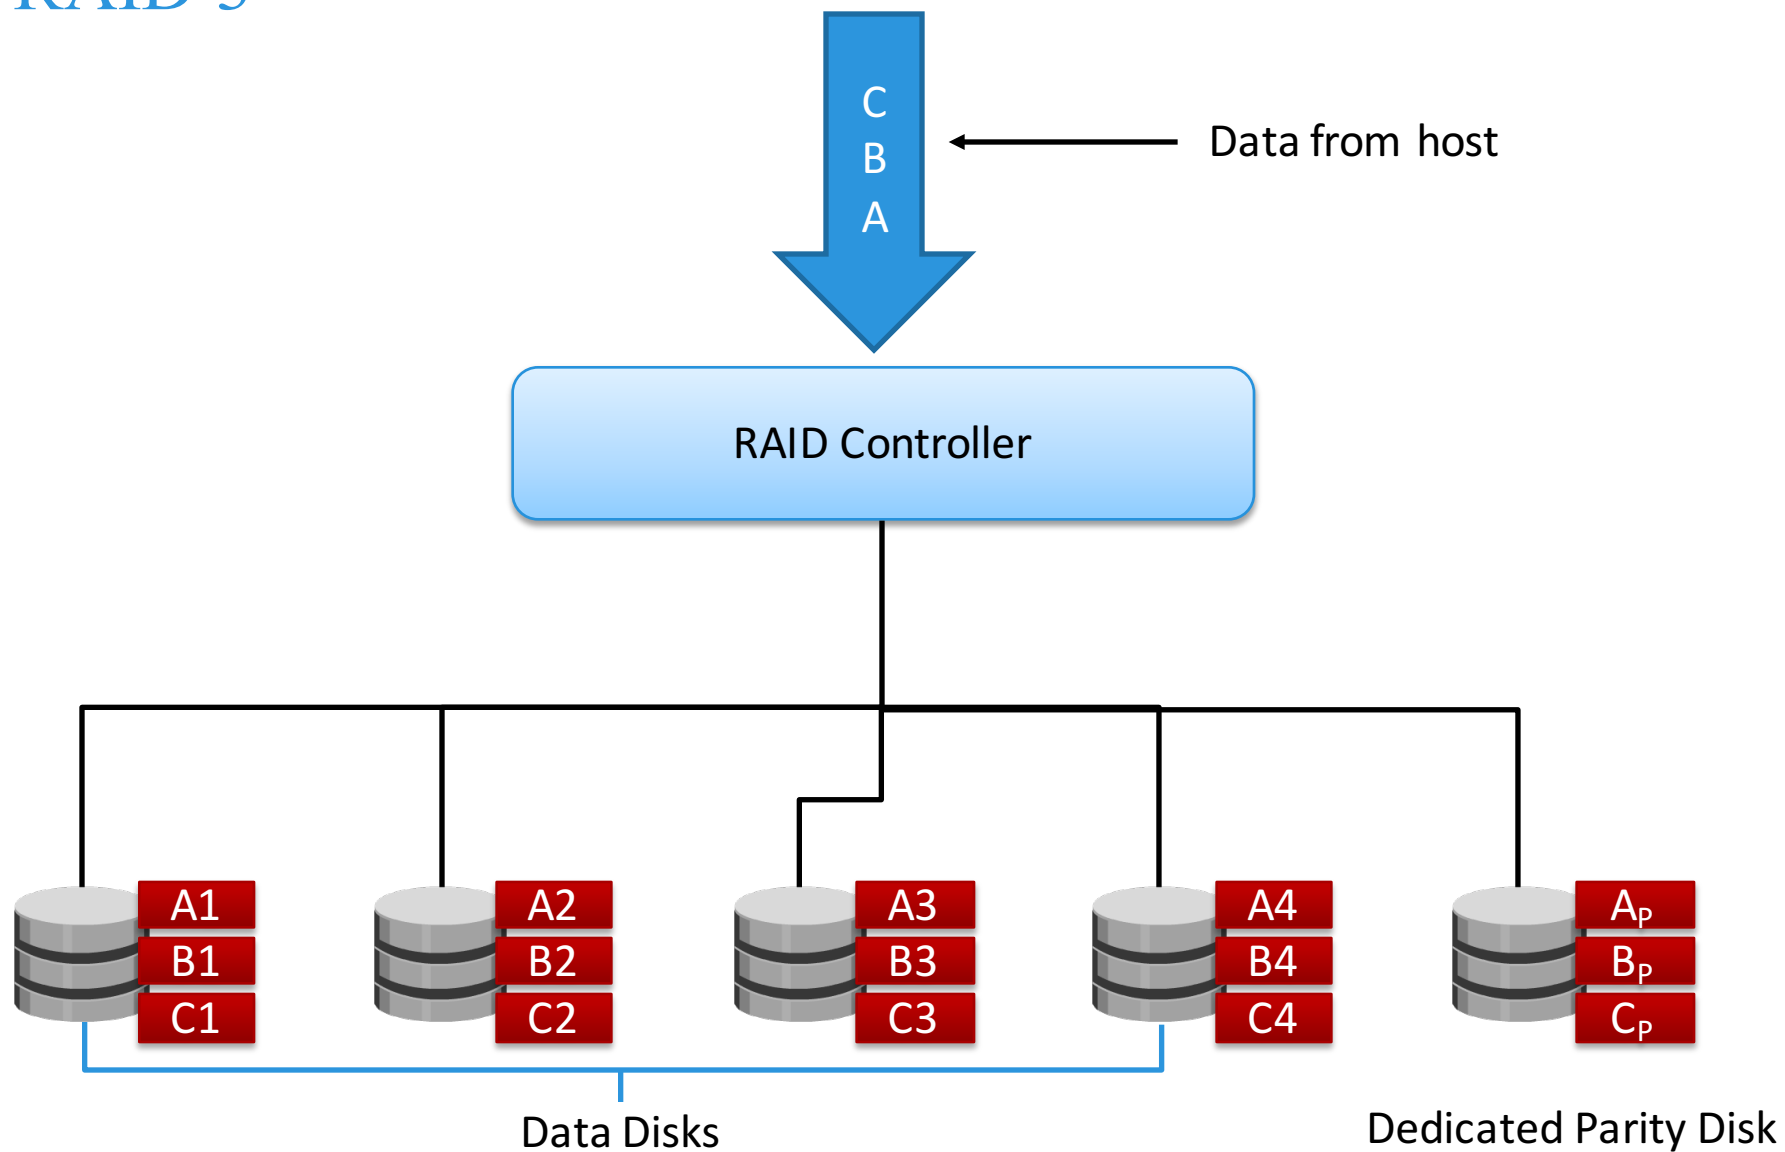 RAID
C
B
A
Data from host
RAID Controller
A1 A2 A3 A4 Aₚ
B1 B2 B3 B4 Bₚ
C1 C2 C3 C4 Cₚ
Data Disks
Dedicated Parity Disk